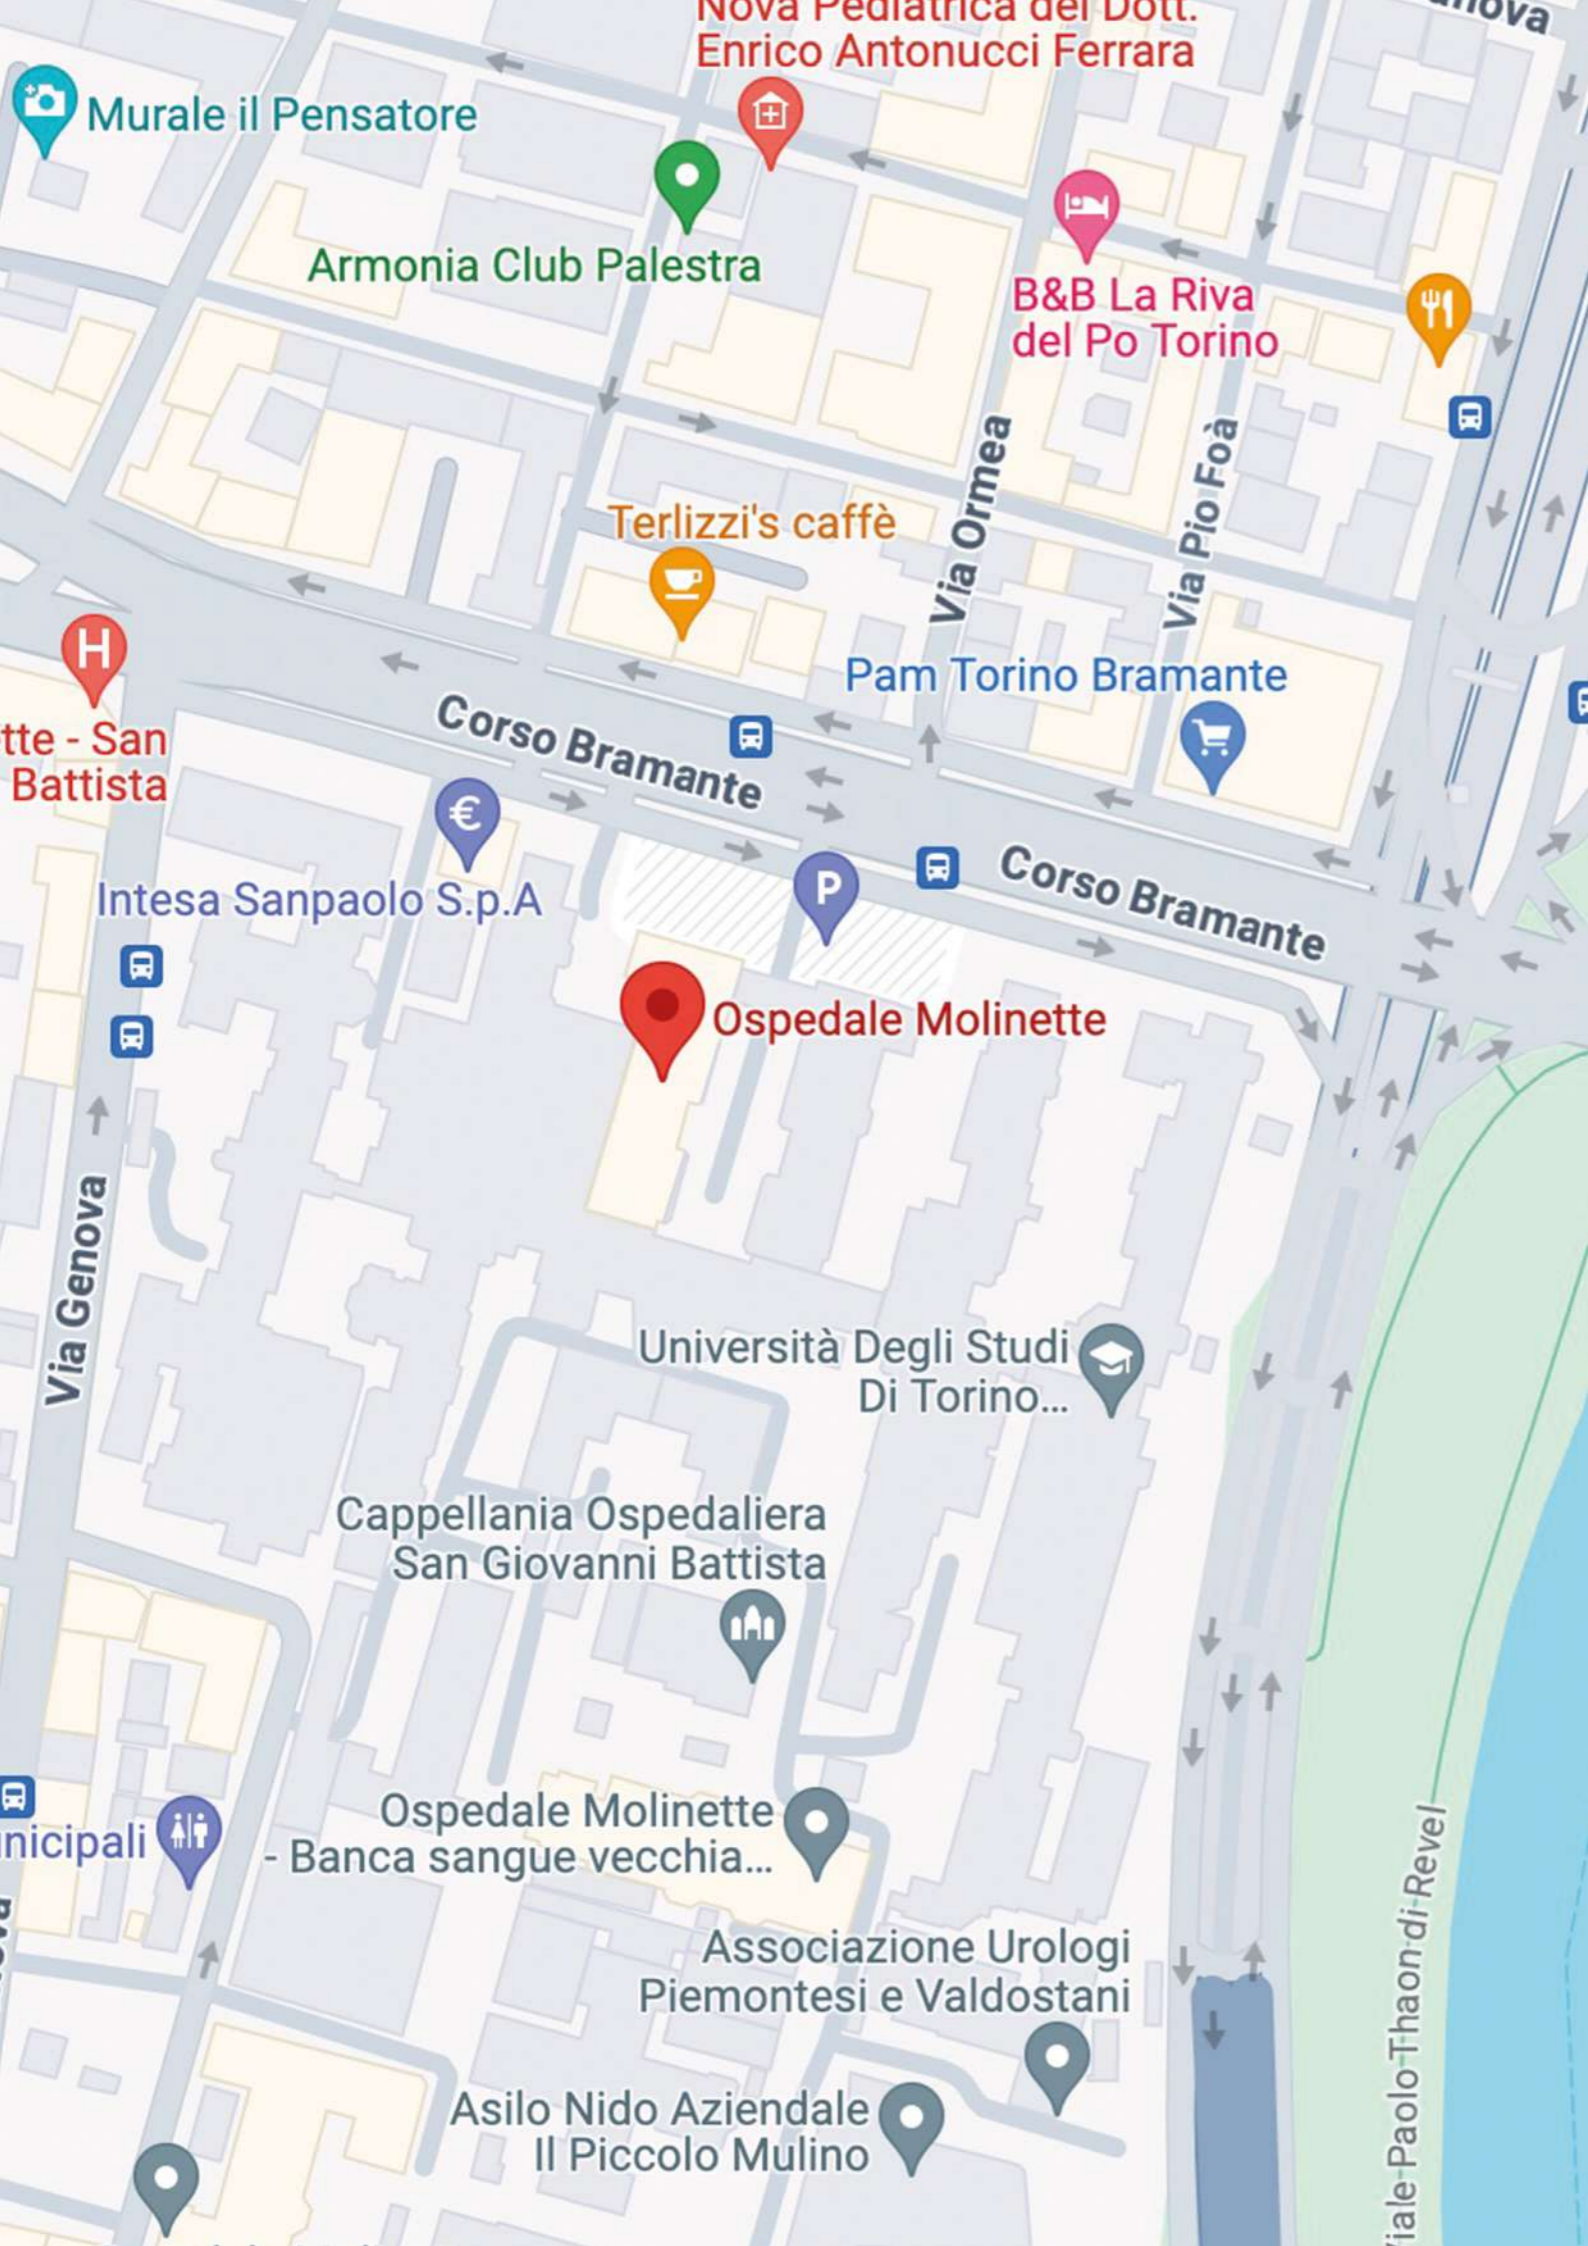 Nova Pediatrica del Dott.
Enrico Antonucci Ferrara
Murale il Pensatore
Armonia Club Palestra
B&B La Riva
del Po Torino
Via Ormea
Via Pio Foà
Terlizzi's caffè
Pam Torino Bramante
H
tte - San
Battista
Corso Bramante
€
Intesa Sanpaolo S.p.A
P
Corso Bramante
Ospedale Molinette
Via Genova
Università Degli Studi
Di Torino...
Cappellania Ospedaliera
San Giovanni Battista
Ospedale Molinette
- Banca sangue vecchia...
nicipali
Associazione Urologi
Piemontesi e Valdostani
Viale Paolo Thaon di Revel
Asilo Nido Aziendale
Il Piccolo Mulino